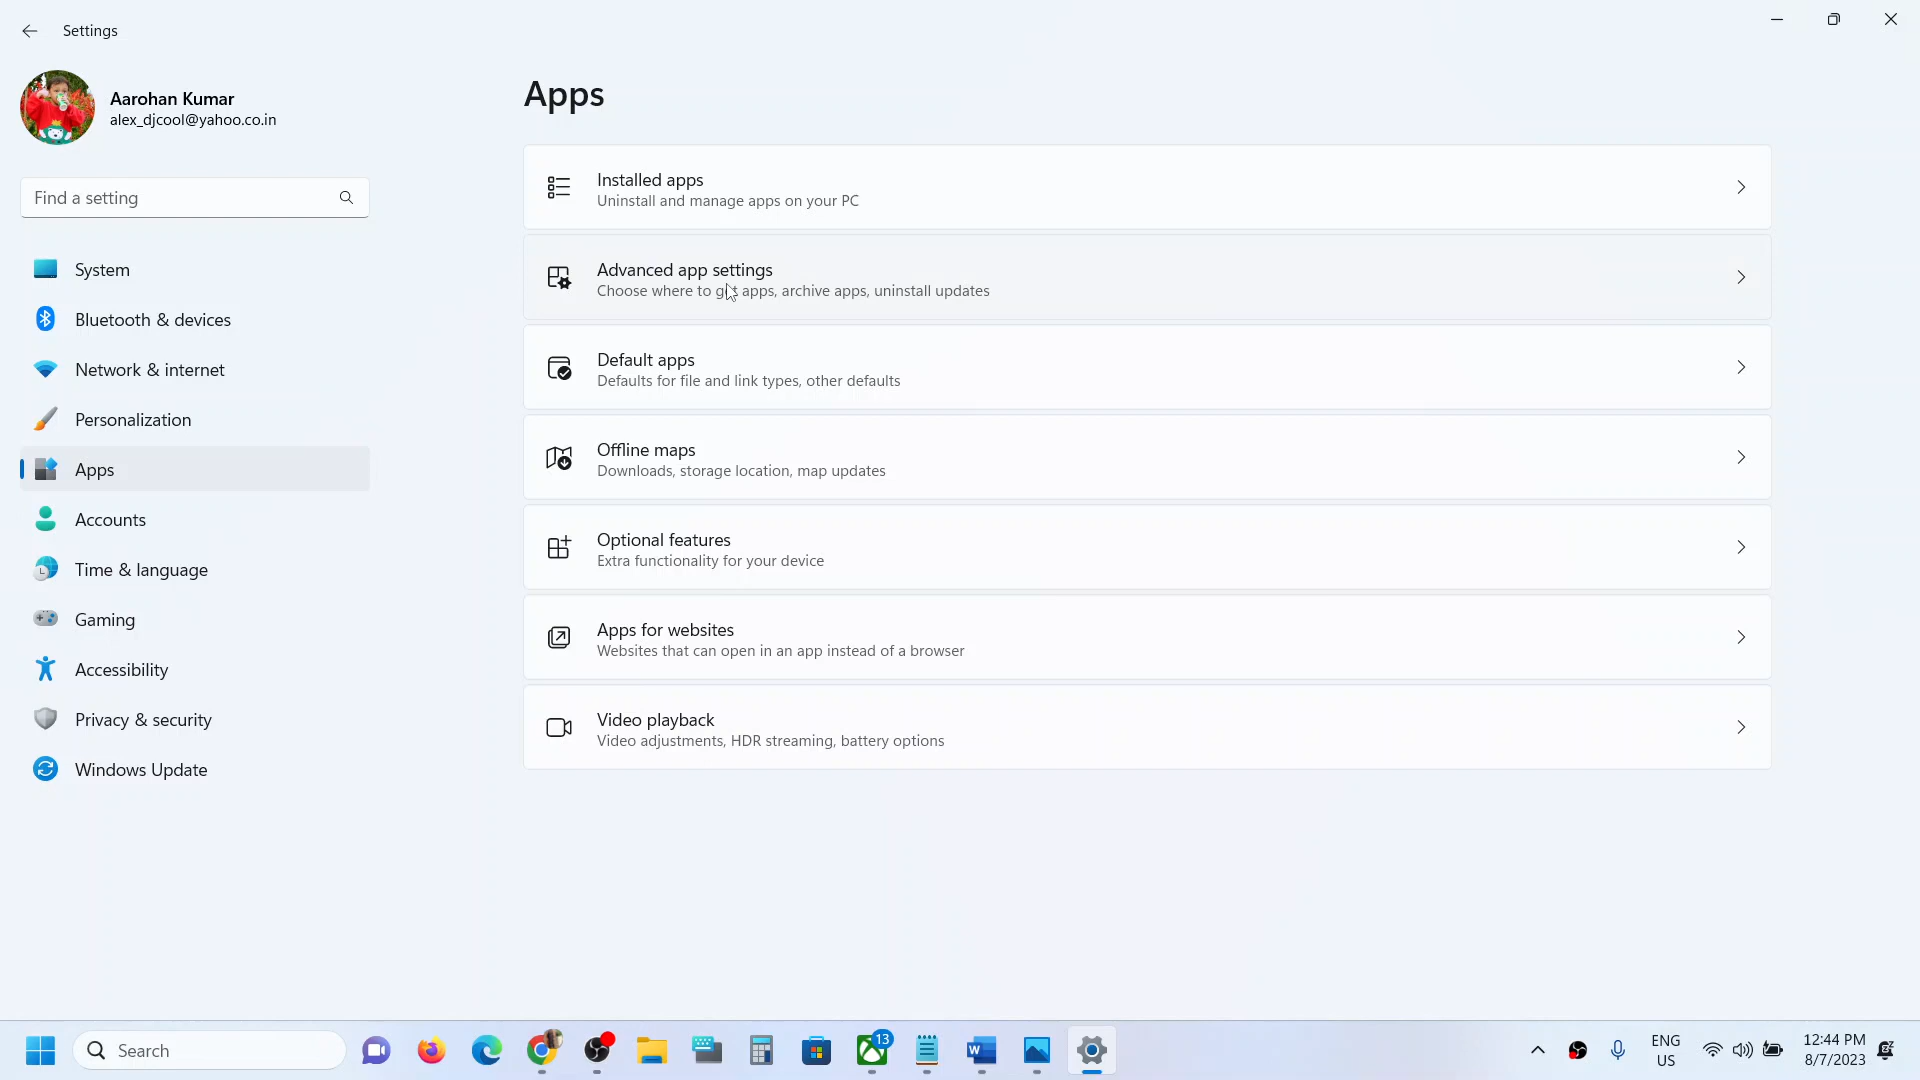 Settings
Aarohan Kumar
alex_djcool@yahoo.co.in
Find a setting
System
Bluetooth & devices
Network & internet
Personalization
Apps
Accounts
Time & language
Gaming
Accessibility
Privacy & security
Windows Update
Apps
Installed apps
Uninstall and manage apps on your PC
Advanced app settings
Choose where to get apps, archive apps, uninstall updates
Default apps
Defaults for file and link types, other defaults
Offline maps
Downloads, storage location, map updates
Optional features
Extra functionality for your device
Apps for websites
Websites that can open in an app instead of a browser
Video playback
Video adjustments, HDR streaming, battery options
Search
13
ENG
US
12:44 PM
8/7/2023